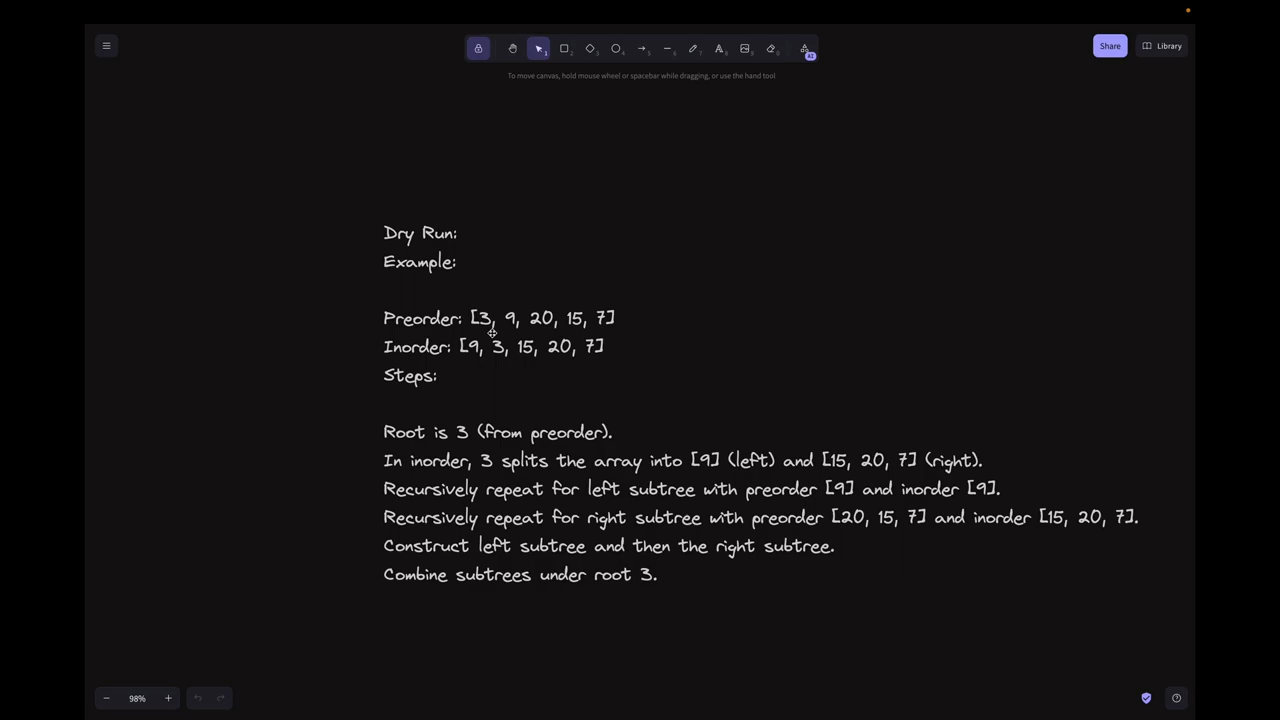 To move canvas, hold mouse wheel or spacebar while dragging, or use the hand tool
Share
Library
Dry Run:
Example:
Preorder: [3, 9, 20, 15, 7]
Inorder: [9, 3, 15, 20, 7]
Steps:
Root is 3 (from preorder).
In inorder, 3 splits the array into [9] (left) and [15, 20, 7] (right).
Recursively repeat for left subtree with preorder [9] and inorder [9].
Recursively repeat for right subtree with preorder [20, 15, 7] and inorder [15, 20, 7].
Construct left subtree and then the right subtree.
Combine subtrees under root 3.
98%